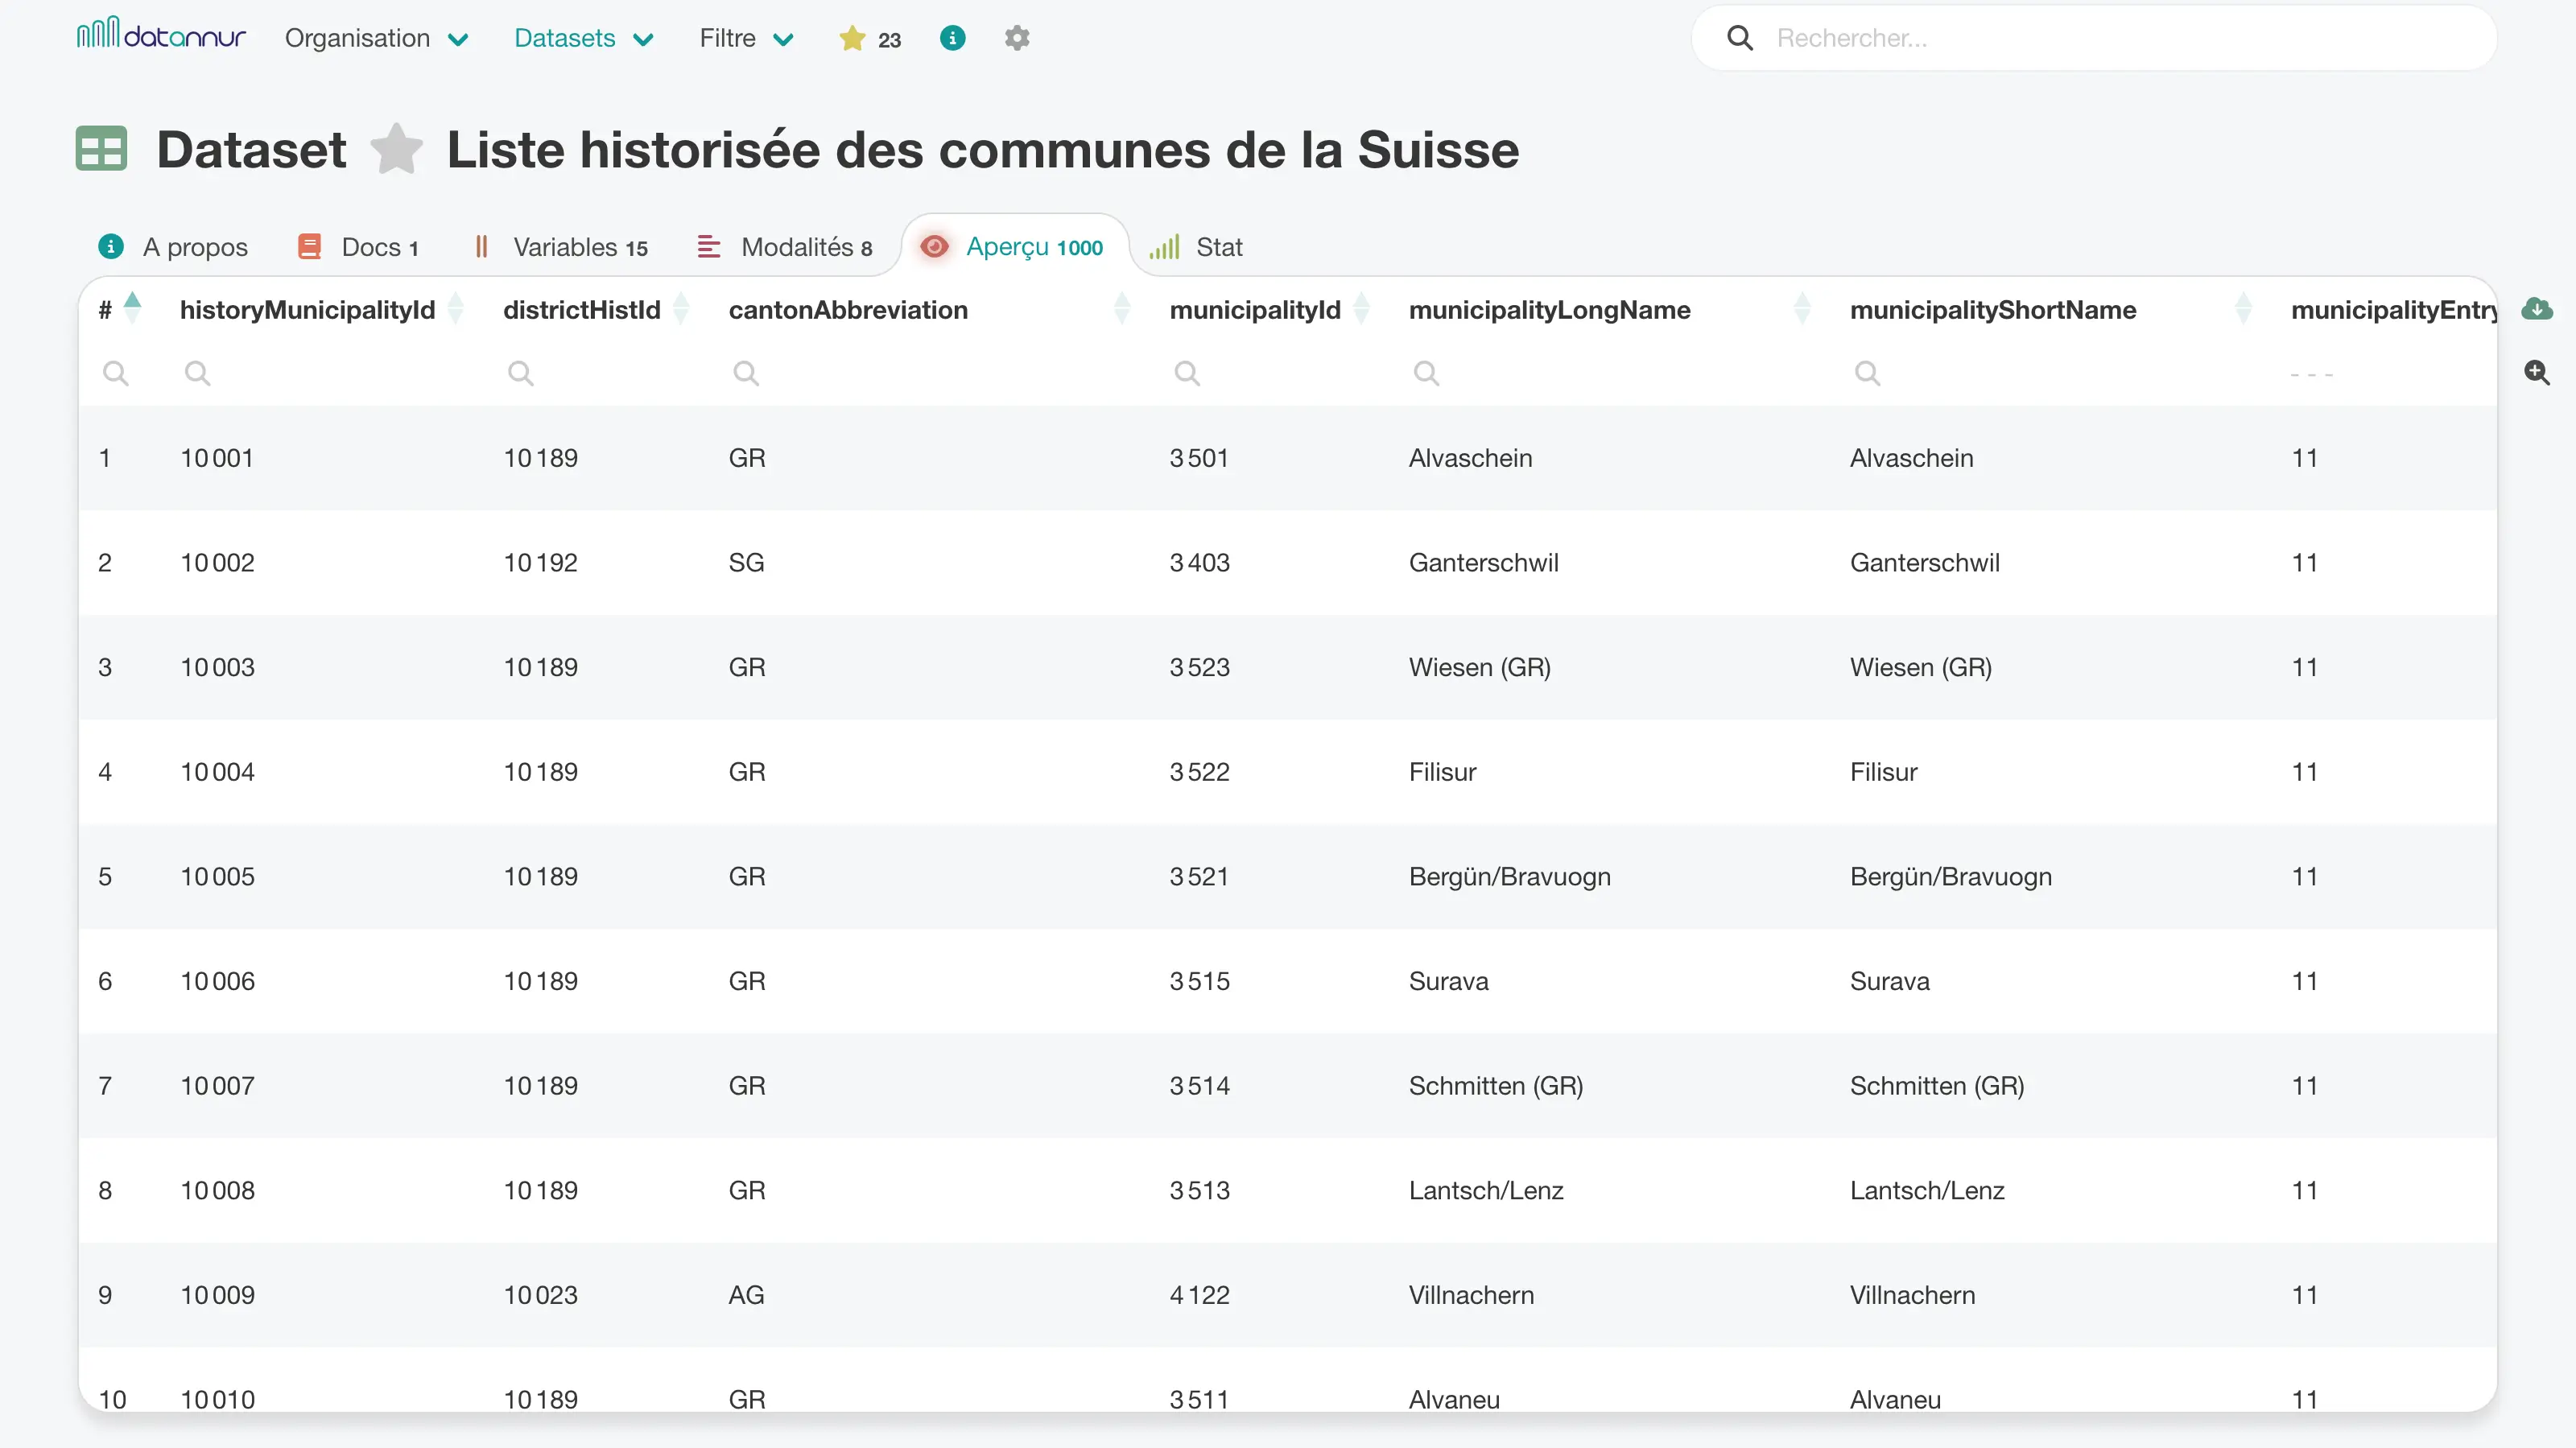 datannur Organisation Datasets Filtre 23 Rechercher...
Dataset Liste historisée des communes de la Suisse
A propos Docs 1 Variables 15 Modalités 8 Aperçu 1000 Stat
# historyMunicipalityId districtHistId cantonAbbreviation municipalityId municipalityLongName municipalityShortName municipalityEntry
---
1 10 001 10 189 GR 3 501 Alvaschein Alvaschein 11
2 10 002 10 192 SG 3 403 Ganterschwil Ganterschwil 11
3 10 003 10 189 GR 3 523 Wiesen (GR) Wiesen (GR) 11
4 10 004 10 189 GR 3 522 Filisur Filisur 11
5 10 005 10 189 GR 3 521 Bergün/Bravuogn Bergün/Bravuogn 11
6 10 006 10 189 GR 3 515 Surava Surava 11
7 10 007 10 189 GR 3 514 Schmitten (GR) Schmitten (GR) 11
8 10 008 10 189 GR 3 513 Lantsch/Lenz Lantsch/Lenz 11
9 10 009 10 023 AG 4 122 Villnachern Villnachern 11
10 10 010 10 189 GR 3 511 Alvaneu Alvaneu 11